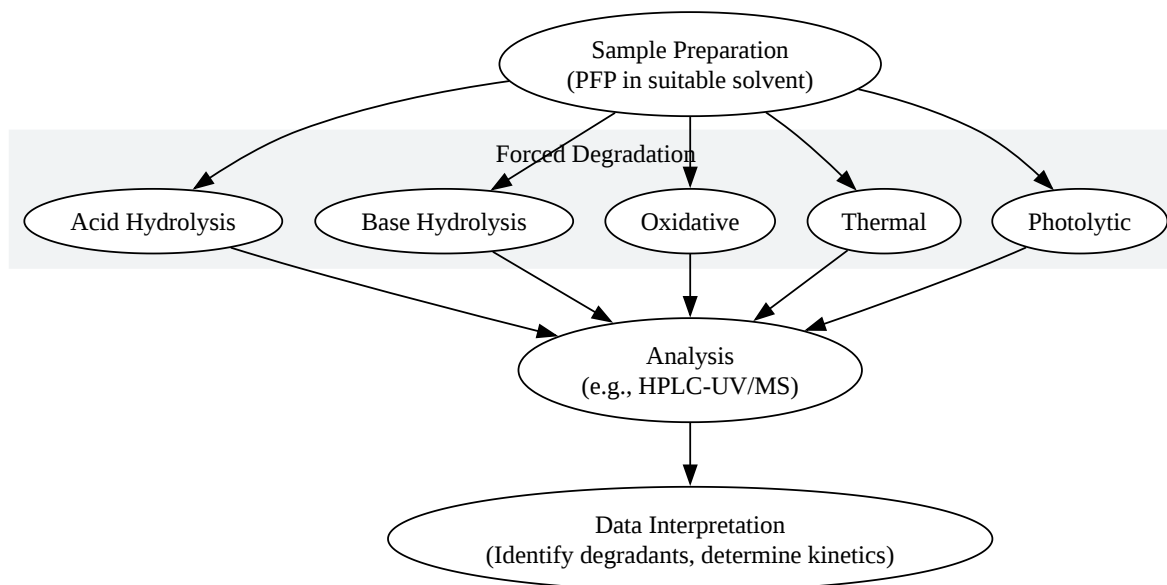 Sample Preparation
(PFP in suitable solvent)
Forced Degradation
Acid Hydrolysis
Base Hydrolysis
Oxidative
Thermal
Photolytic
Analysis
(e.g., HPLC-UV/MS)
Data Interpretation
(Identify degradants, determine kinetics)